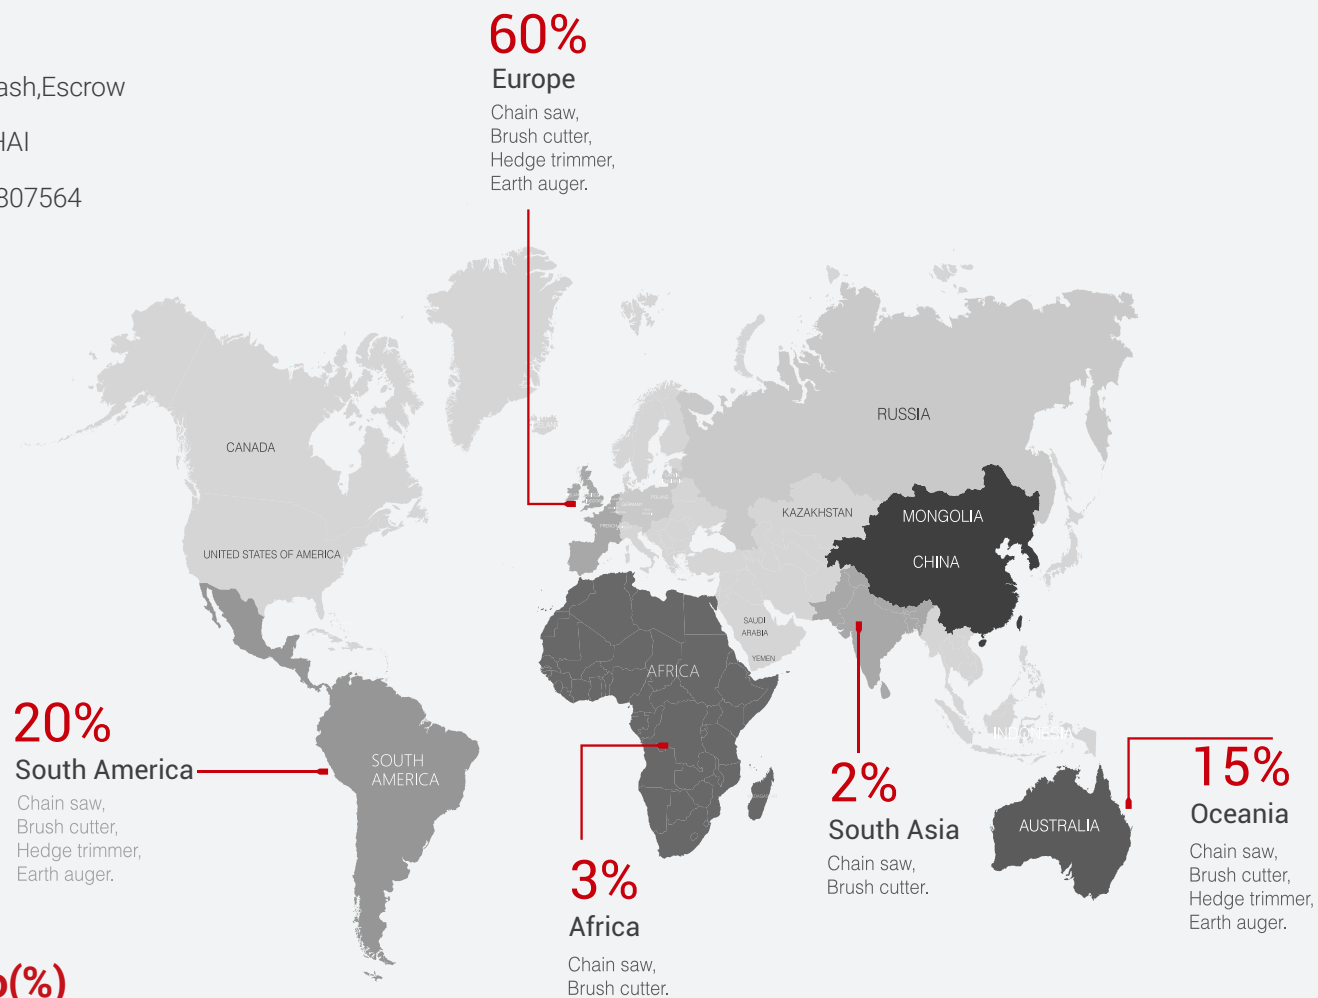 60%
Europe
Chain saw,
Brush cutter,
Hedge trimmer,
Earth auger.
ash,Escrow
HAI
807564
RUSSIA
CANADA
KAZAKHSTAN
MONGOLIA
UNITED STATES OF AMERICA
CHINA
SAUDI
ARABIA
YEMEN
AFRICA
20%
South America
Chain saw,
Brush cutter,
Hedge trimmer,
Earth auger.
SOUTH
AMERICA
INDONESIA
2%
South Asia
Chain saw,
Brush cutter.
15%
Oceania
Chain saw,
Brush cutter,
Hedge trimmer,
Earth auger.
AUSTRALIA
3%
Africa
Chain saw,
Brush cutter.
(%)